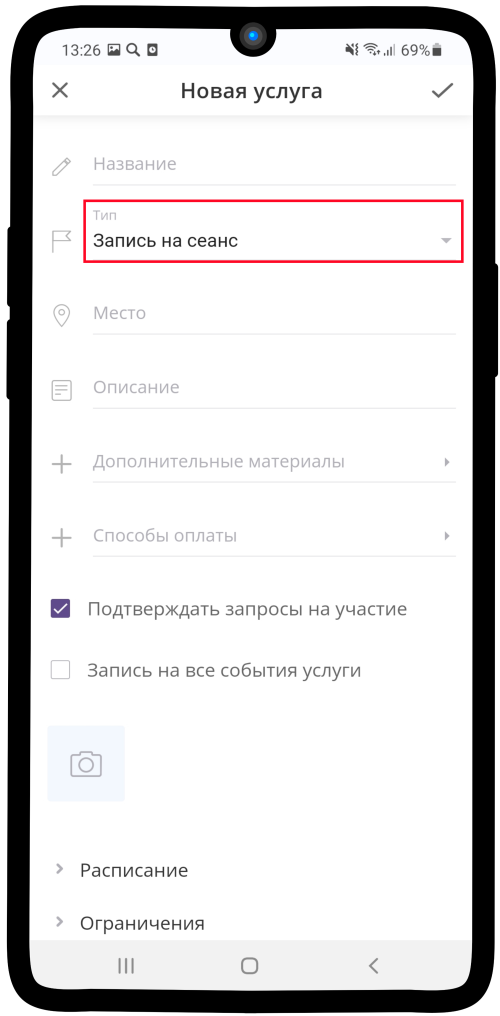 13:26 69%
Новая услуга
Название
Тип
Запись на сеанс
Место
Описание
Дополнительные материалы
Способы оплаты
Подтверждать запросы на участие
Запись на все события услуги
Расписание
Ограничения